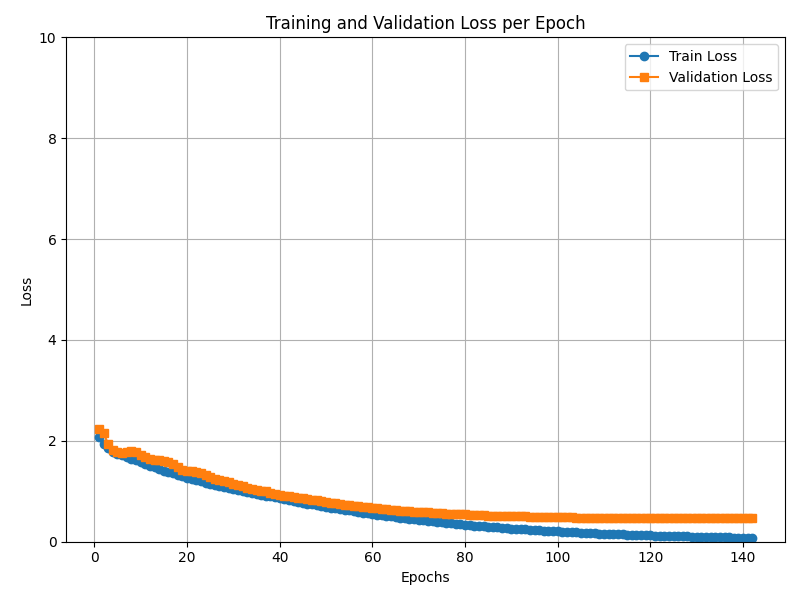 Training and Validation Loss per Epoch
Train Loss
Validation Loss
10
8
6
4
2
0
Loss
0 20 40 60 80 100 120 140
Epochs